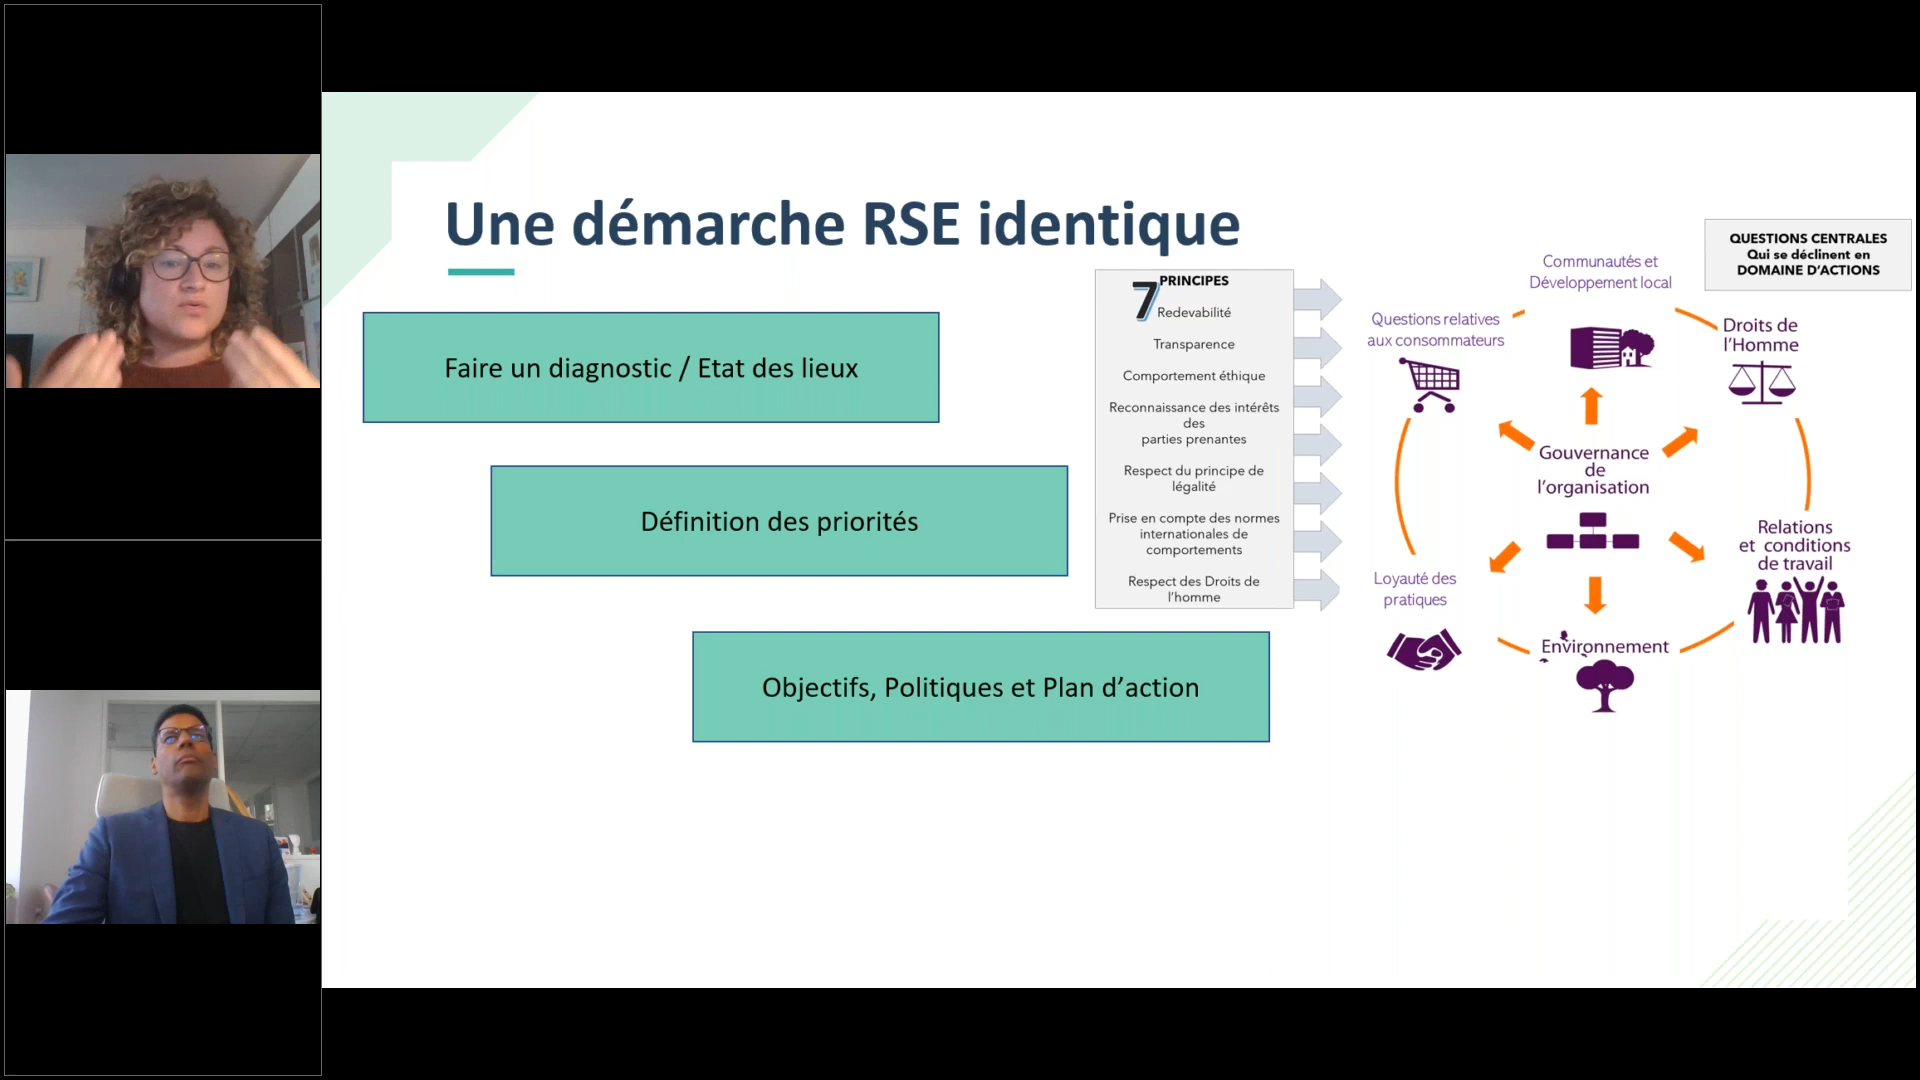 Une démarche RSE identique
Faire un diagnostic / Etat des lieux
Définition des priorités
Objectifs, Politiques et Plan d’action
7 PRINCIPES
Redevabilité
Transparence
Comportement éthique
Reconnaissance des intérêts
des
parties prenantes
Respect du principe de
légalité
Prise en compte des normes
internationales de
comportements
Respect des Droits de
l’homme
QUESTIONS CENTRALES
Qui se déclinent en
DOMAINE D’ACTIONS
Communautés et
Développement local
Questions relatives
aux consommateurs
Droits de
l’Homme
Gouvernance
de
l’organisation
Relations
et conditions
de travail
Loyauté des
pratiques
Environnement